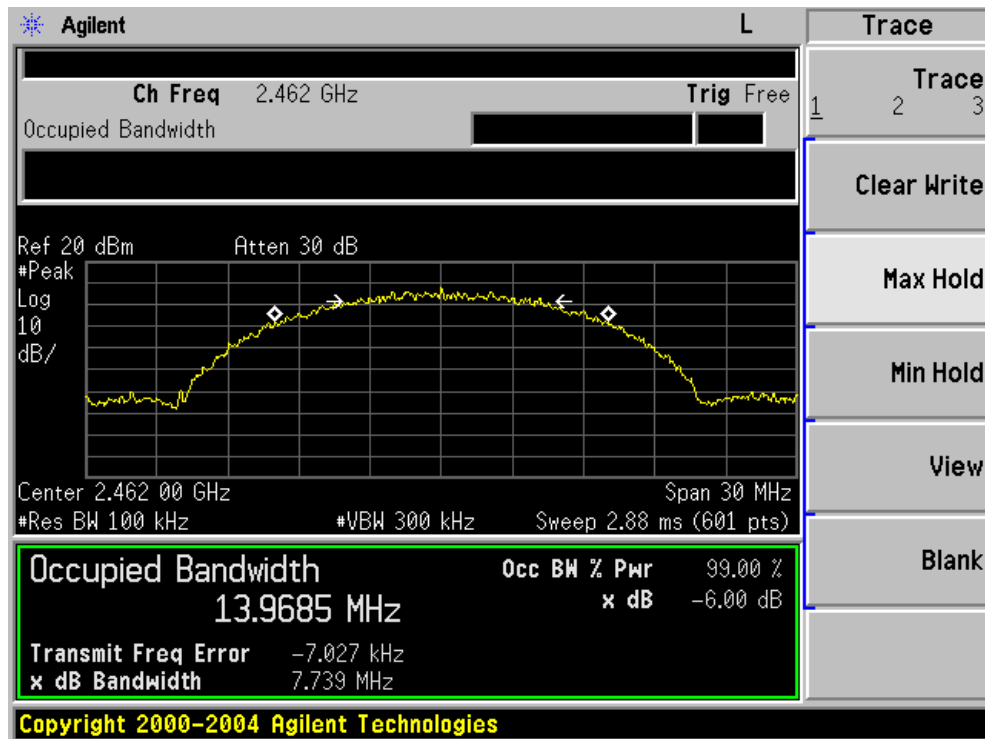 Agilent L Trace
Ch Freq 2.462 GHz Trig Free
Occupied Bandwidth
Trace
1 2 3
Clear Write
Max Hold
Min Hold
View
Blank
Ref 20 dBm Atten 30 dB
#Peak
Log
10
dB/
Center 2.462 00 GHz Span 30 MHz
#Res BW 100 kHz #VBW 300 kHz Sweep 2.88 ms (601 pts)
Occupied Bandwidth
13.9685 MHz
Occ BW % Pwr 99.00 %
x dB -6.00 dB
Transmit Freq Error -7.027 kHz
x dB Bandwidth 7.739 MHz
Copyright 2000-2004 Agilent Technologies